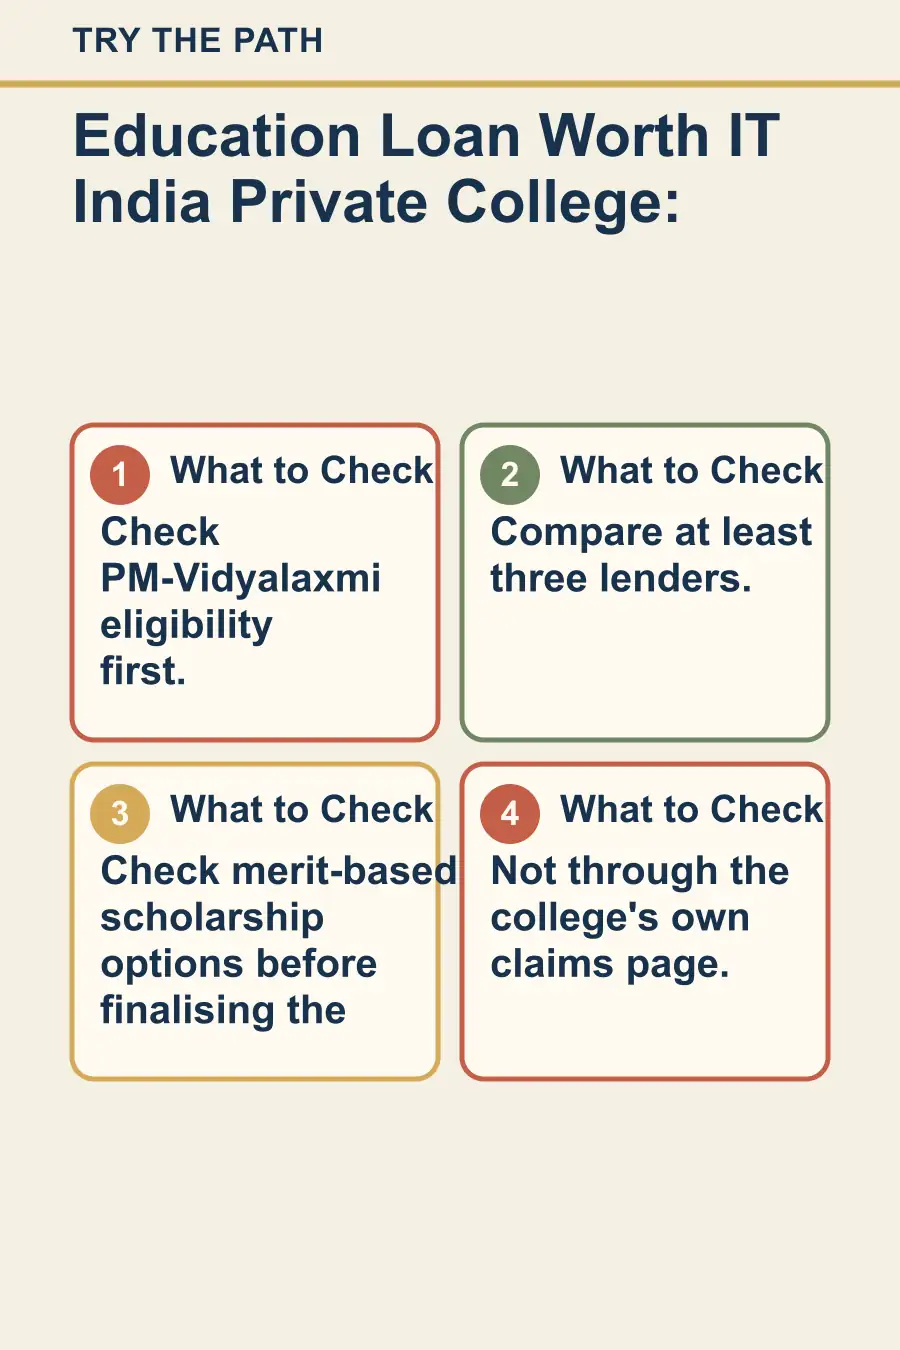 TRY THE PATH
Education Loan Worth IT
India Private College:
1 What to Check
Check
PM-Vidyalaxmi
eligibility
first.
2 What to Check
Compare at least
three lenders.
3 What to Check
Check merit-based
scholarship
options before
finalising the
4 What to Check
Not through the
college's own
claims page.